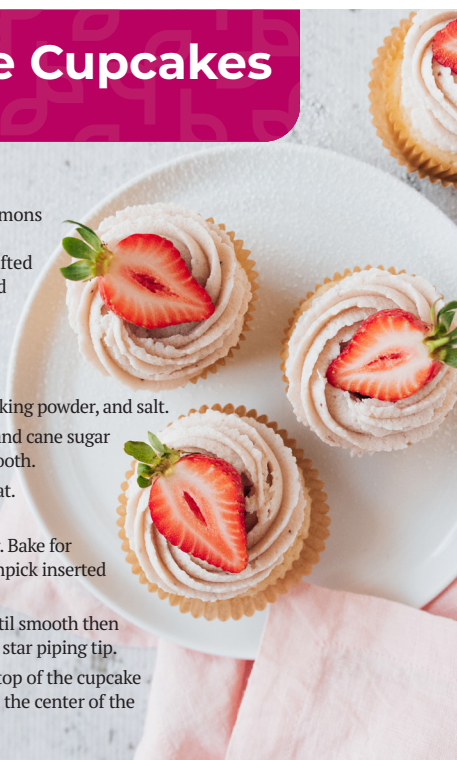 e Cupcakes
mons
fted
d
king powder, and salt.
and cane sugar
ooth.
at.
. Bake for
npick inserted
til smooth then
star piping tip.
top of the cupcake
the center of the